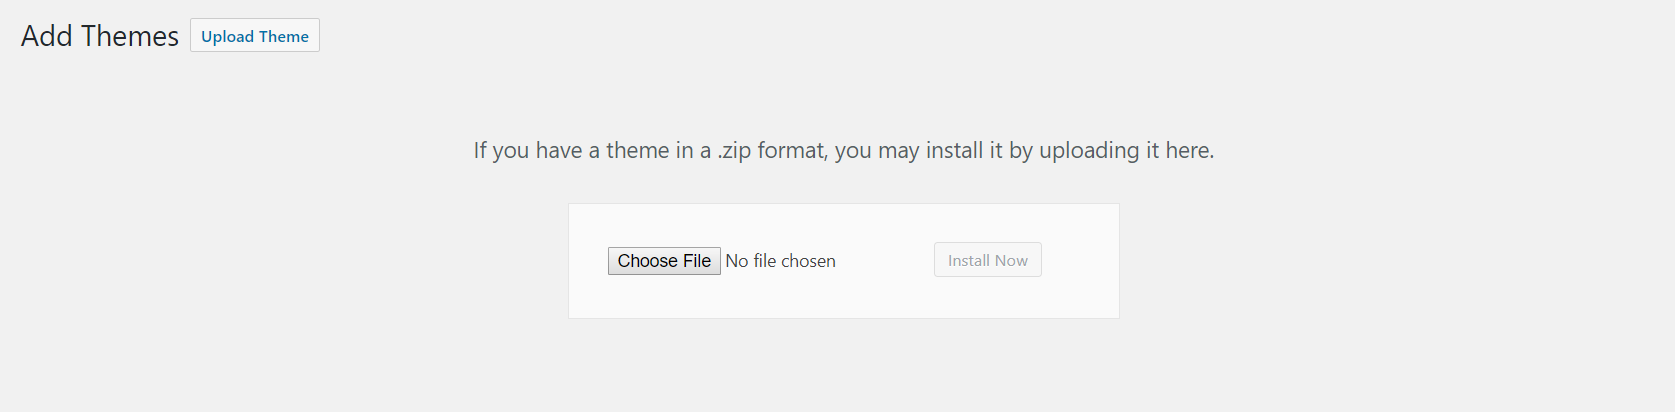 Add Themes Upload Theme
If you have a theme in a .zip format, you may install it by uploading it here.
Choose File No file chosen Install Now